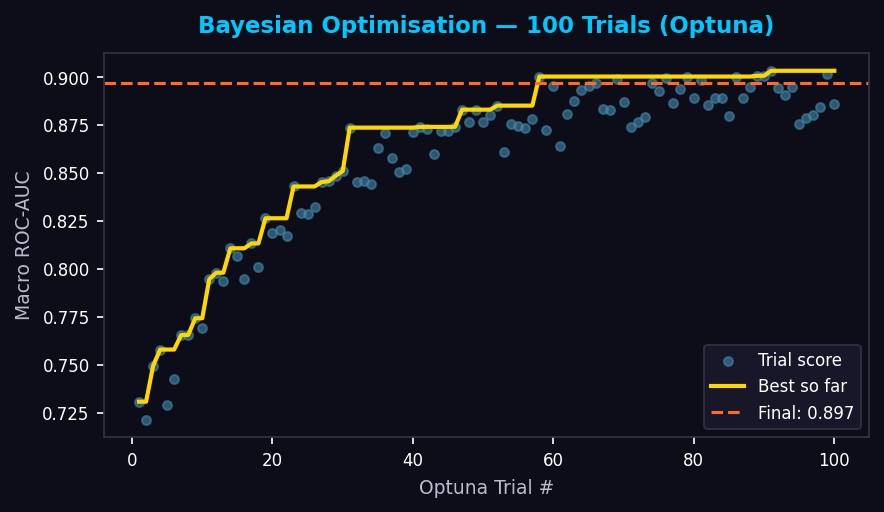 Bayesian Optimisation — 100 Trials (Optuna)
Macro ROC-AUC
0.900
0.875
0.850
0.825
0.800
0.775
0.750
0.725
Trial score
Best so far
Final: 0.897
0 20 40 60 80 100
Optuna Trial #